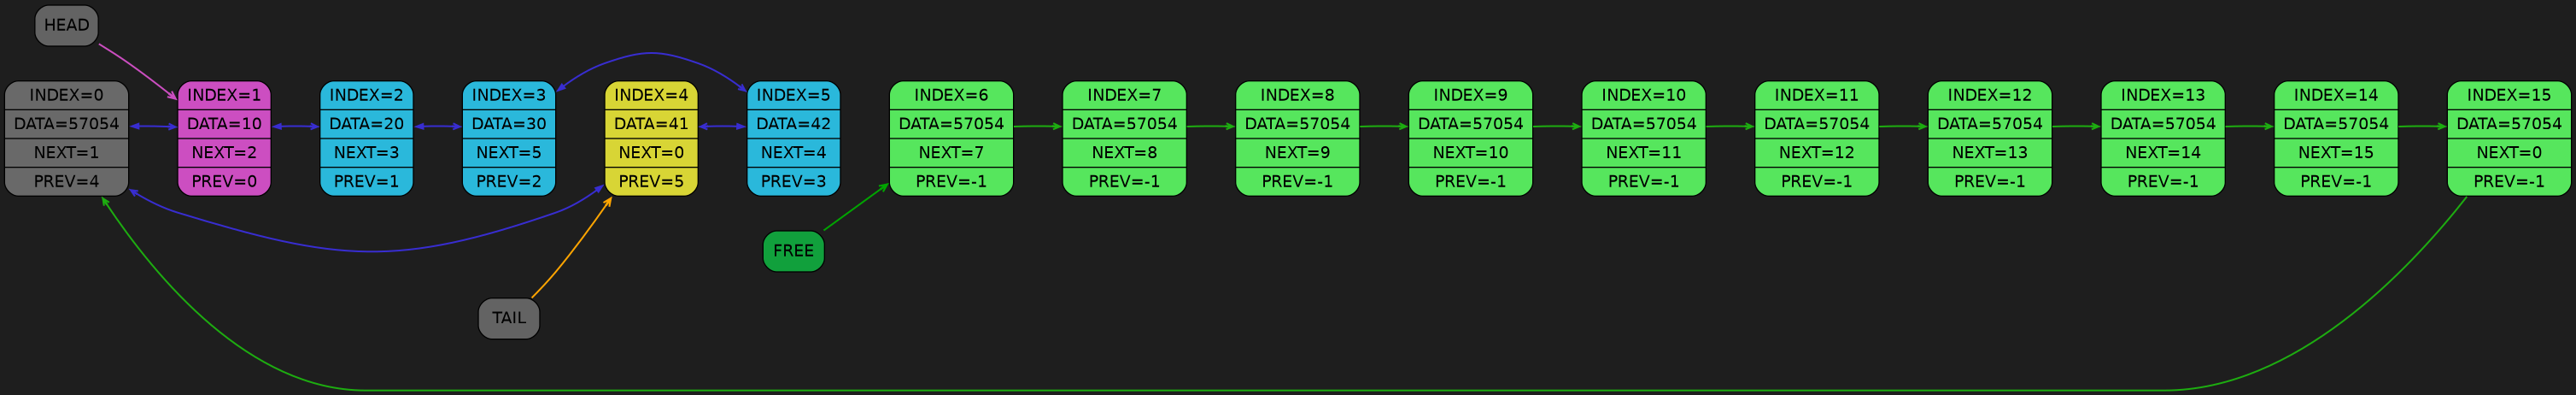 HEAD
INDEX=0
DATA=57054
NEXT=1
PREV=4
INDEX=1
DATA=10
NEXT=2
PREV=0
INDEX=2
DATA=20
NEXT=3
PREV=1
INDEX=3
DATA=30
NEXT=5
PREV=2
INDEX=4
DATA=41
NEXT=0
PREV=5
INDEX=5
DATA=42
NEXT=4
PREV=3
INDEX=6
DATA=57054
NEXT=7
PREV=-1
INDEX=7
DATA=57054
NEXT=8
PREV=-1
INDEX=8
DATA=57054
NEXT=9
PREV=-1
INDEX=9
DATA=57054
NEXT=10
PREV=-1
INDEX=10
DATA=57054
NEXT=11
PREV=-1
INDEX=11
DATA=57054
NEXT=12
PREV=-1
INDEX=12
DATA=57054
NEXT=13
PREV=-1
INDEX=13
DATA=57054
NEXT=14
PREV=-1
INDEX=14
DATA=57054
NEXT=15
PREV=-1
INDEX=15
DATA=57054
NEXT=0
PREV=-1
FREE
TAIL